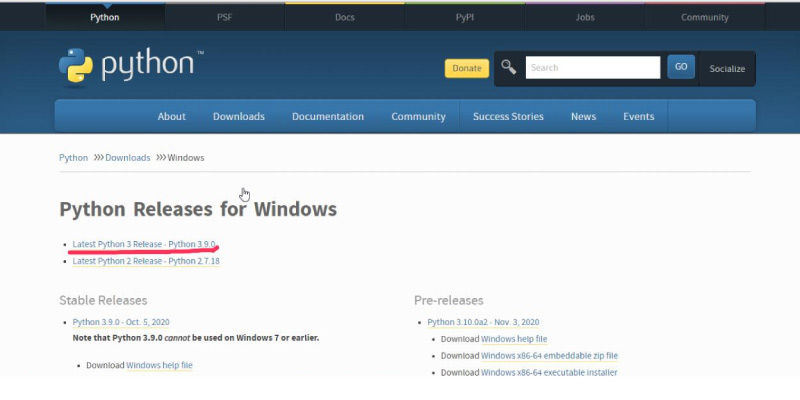 Python PSF Docs PyPI Jobs Community
python™
Donate Search GO Socialize
About Downloads Documentation Community Success Stories News Events
Python >>> Downloads >>> Windows
Python Releases for Windows
Latest Python 3 Release - Python 3.9.0
Latest Python 2 Release - Python 2.7.18
Stable Releases
Python 3.9.0 - Oct. 5, 2020
Note that Python 3.9.0 cannot be used on Windows 7 or earlier.
Download Windows help file
Pre-releases
Python 3.10.0a2 - Nov. 3, 2020
Download Windows help file
Download Windows x86-64 embeddable zip file
Download Windows x86-64 executable installer